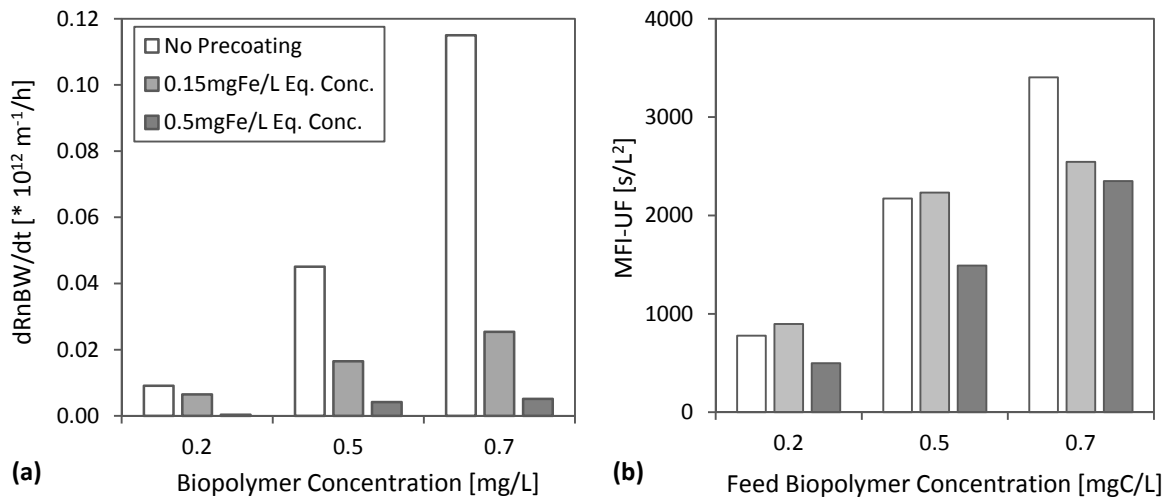 0.12
0.10
0.08
0.06
0.04
0.02
0.00
dRnBW/dt [* 10¹² m⁻¹/h]
No Precoating
0.15mgFe/L Eq. Conc.
0.5mgFe/L Eq. Conc.
0.2 0.5 0.7
(a) Biopolymer Concentration [mg/L]
4000
3000
2000
1000
0
MFI-UF [s/L²]
0.2 0.5 0.7
(b) Feed Biopolymer Concentration [mgC/L]